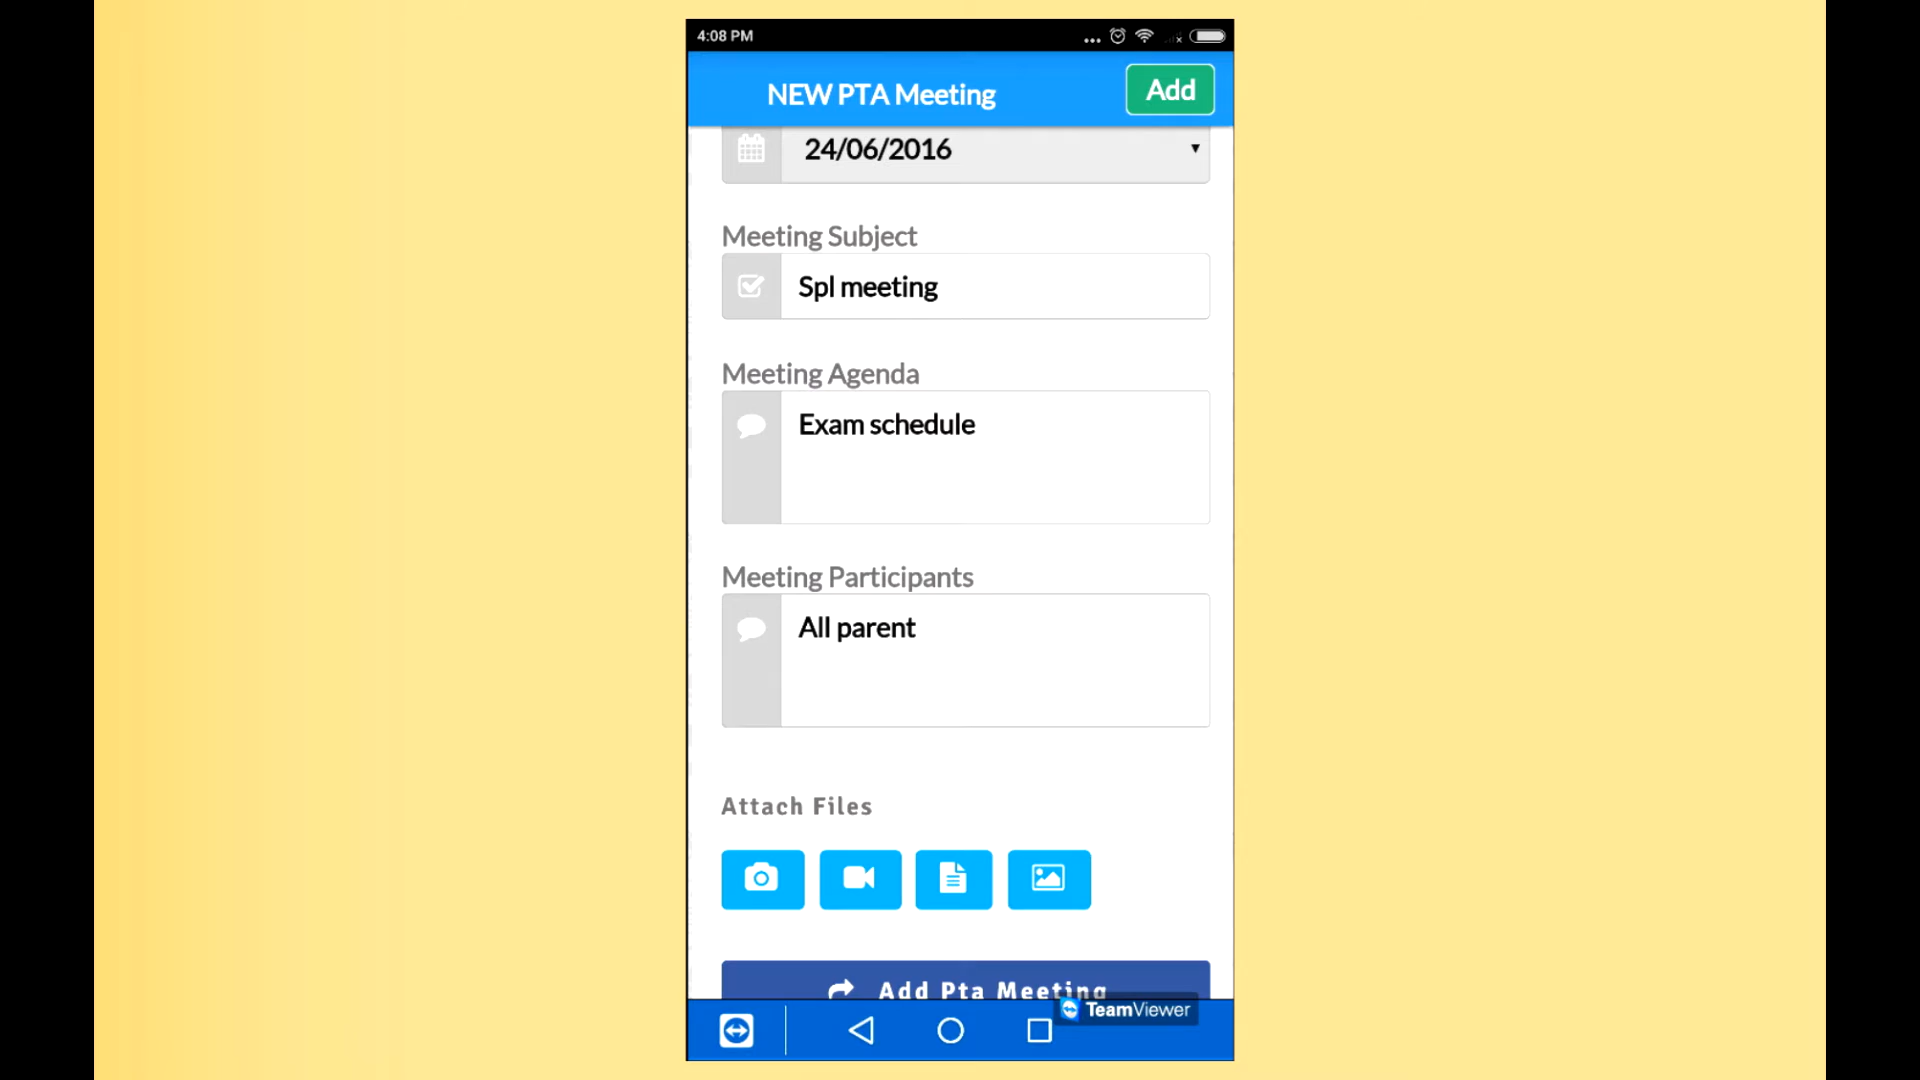 4:08 PM
NEW PTA Meeting
Add
24/06/2016
Meeting Subject
Spl meeting
Meeting Agenda
Exam schedule
Meeting Participants
All parent
Attach Files
Add Pta Meeting
TeamViewer